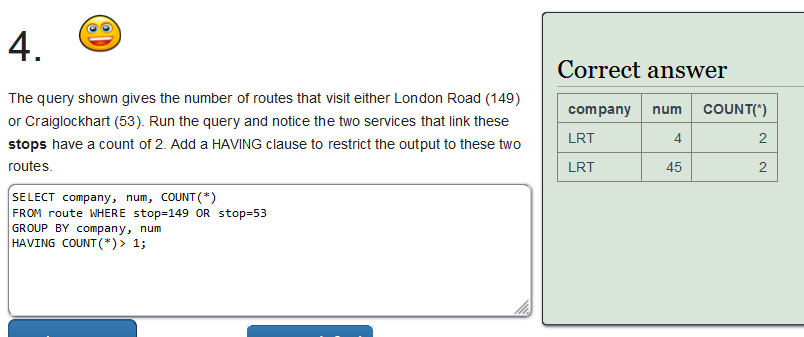 4.
The query shown gives the number of routes that visit either London Road (149)
or Craiglockhart (53). Run the query and notice the two services that link these
stops have a count of 2. Add a HAVING clause to restrict the output to these two
routes.
SELECT company, num, COUNT(*)
FROM route WHERE stop=149 OR stop=53
GROUP BY company, num
HAVING COUNT(*)> 1;
Correct answer
company num COUNT(*)
LRT 4 2
LRT 45 2